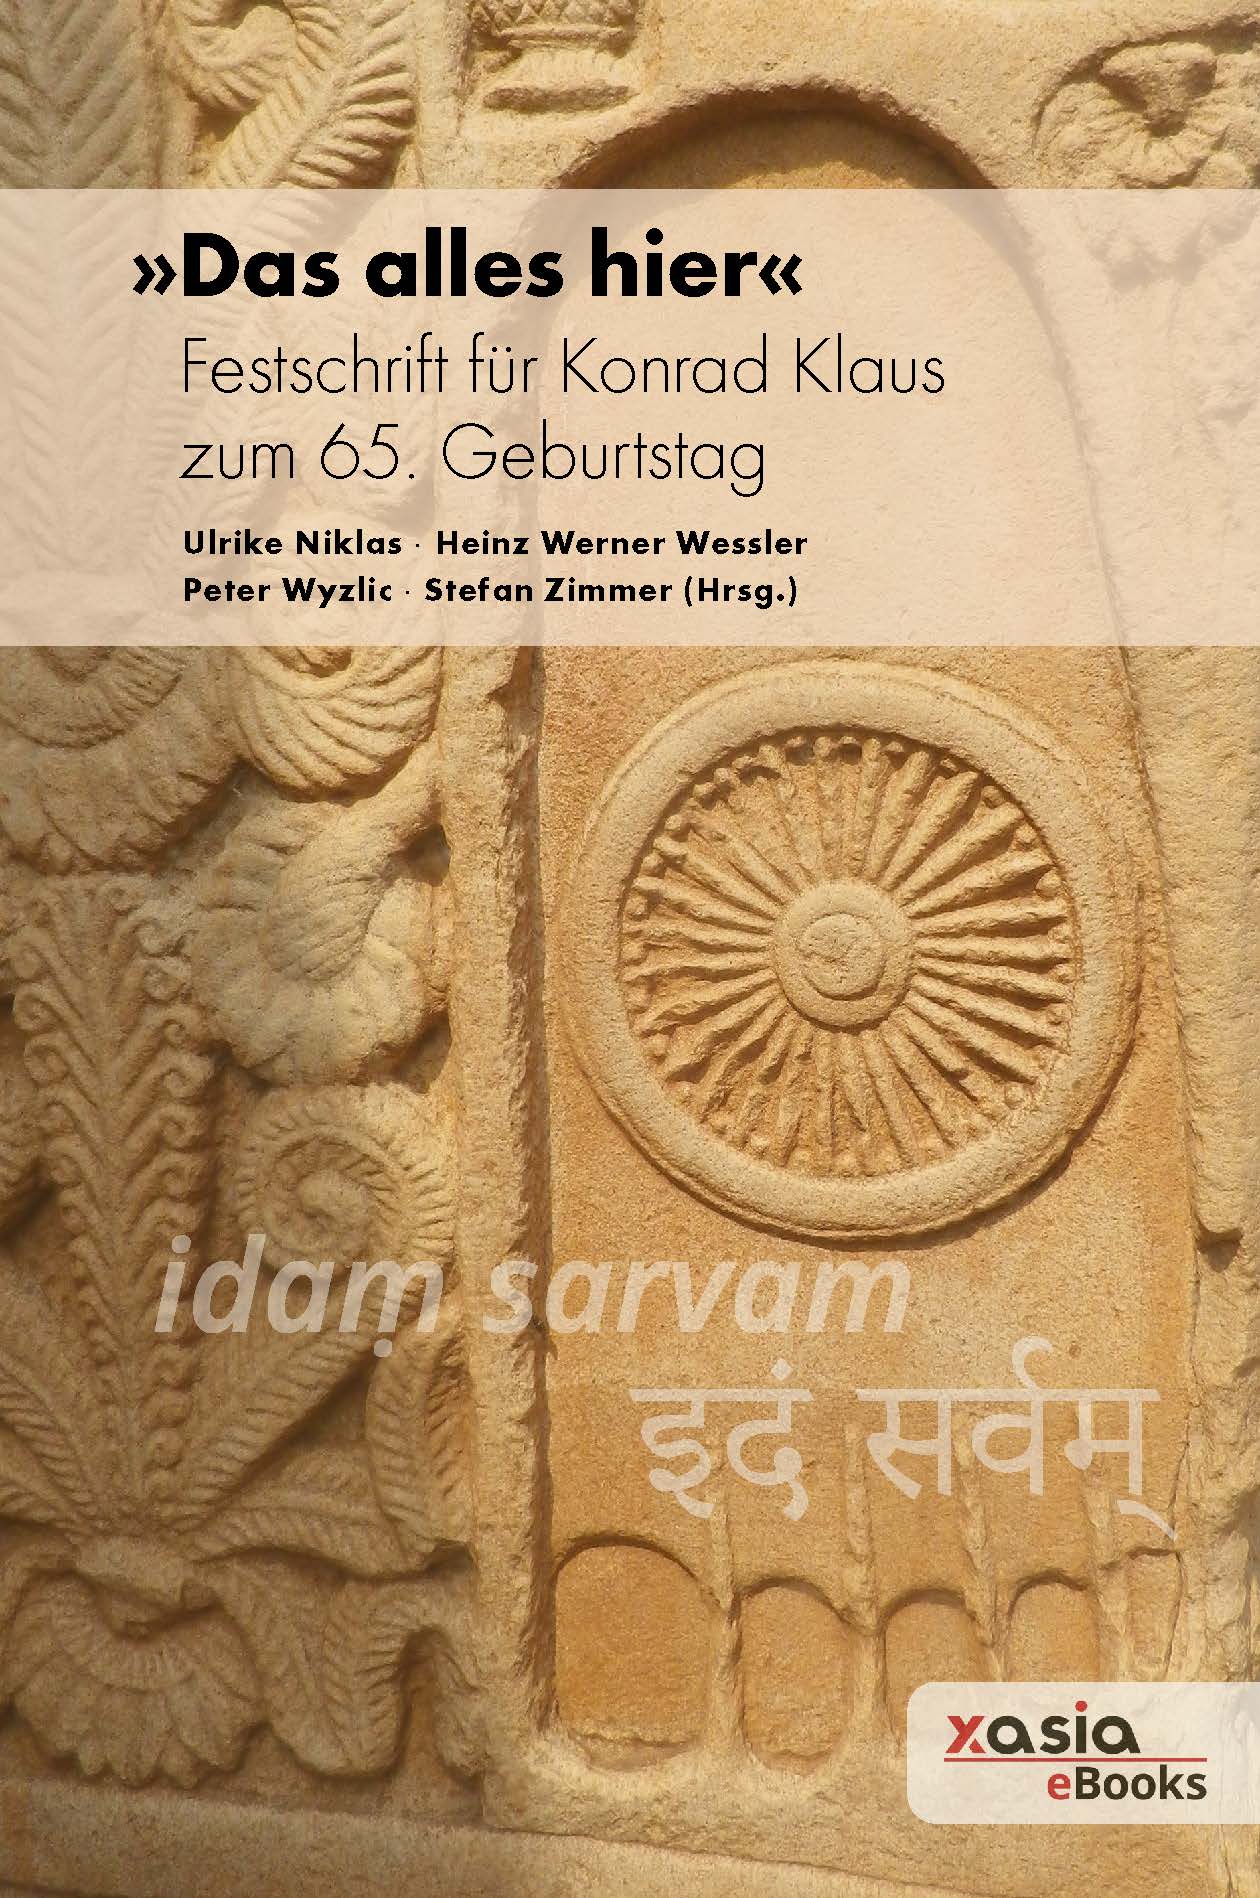 »Das alles hier«
Festschrift für Konrad Klaus
zum 65. Geburtstag
Ulrike Niklas · Heinz Werner Wessler
Peter Wyzlic · Stefan Zimmer (Hrsg.)
idaṃ sarvam
इदं सर्वम्
xasia
eBooks